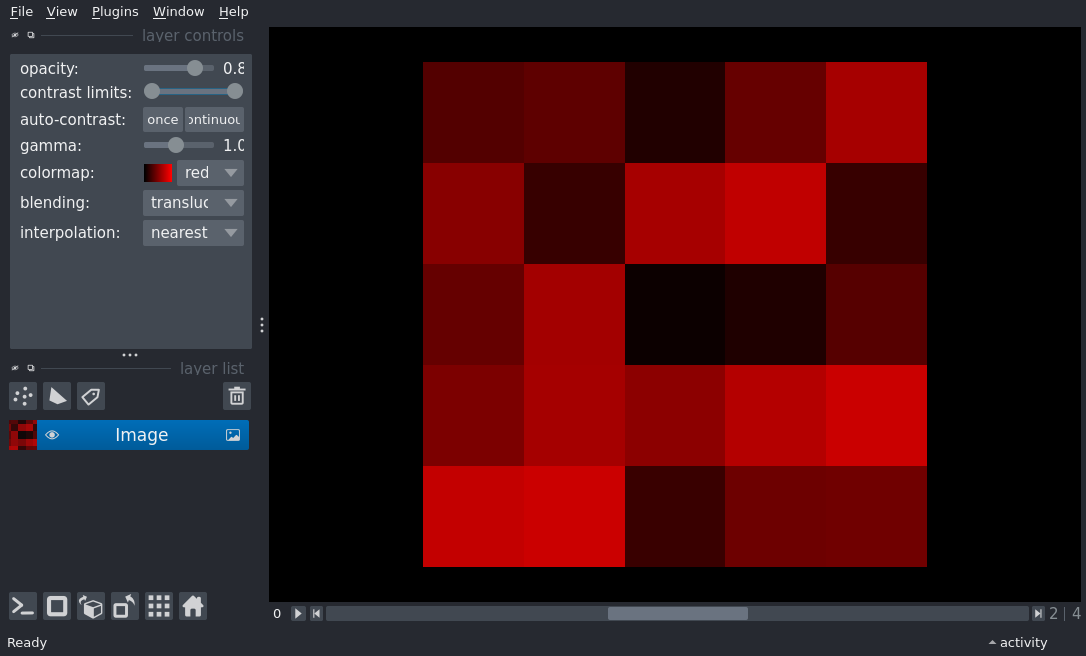 File View Plugins Window Help
layer controls
opacity: 0.8
contrast limits:
auto-contrast: once ontinuou
gamma: 1.0
colormap: red
blending: transluc
interpolation: nearest
layer list
Image
0 2 | 4
Ready activity